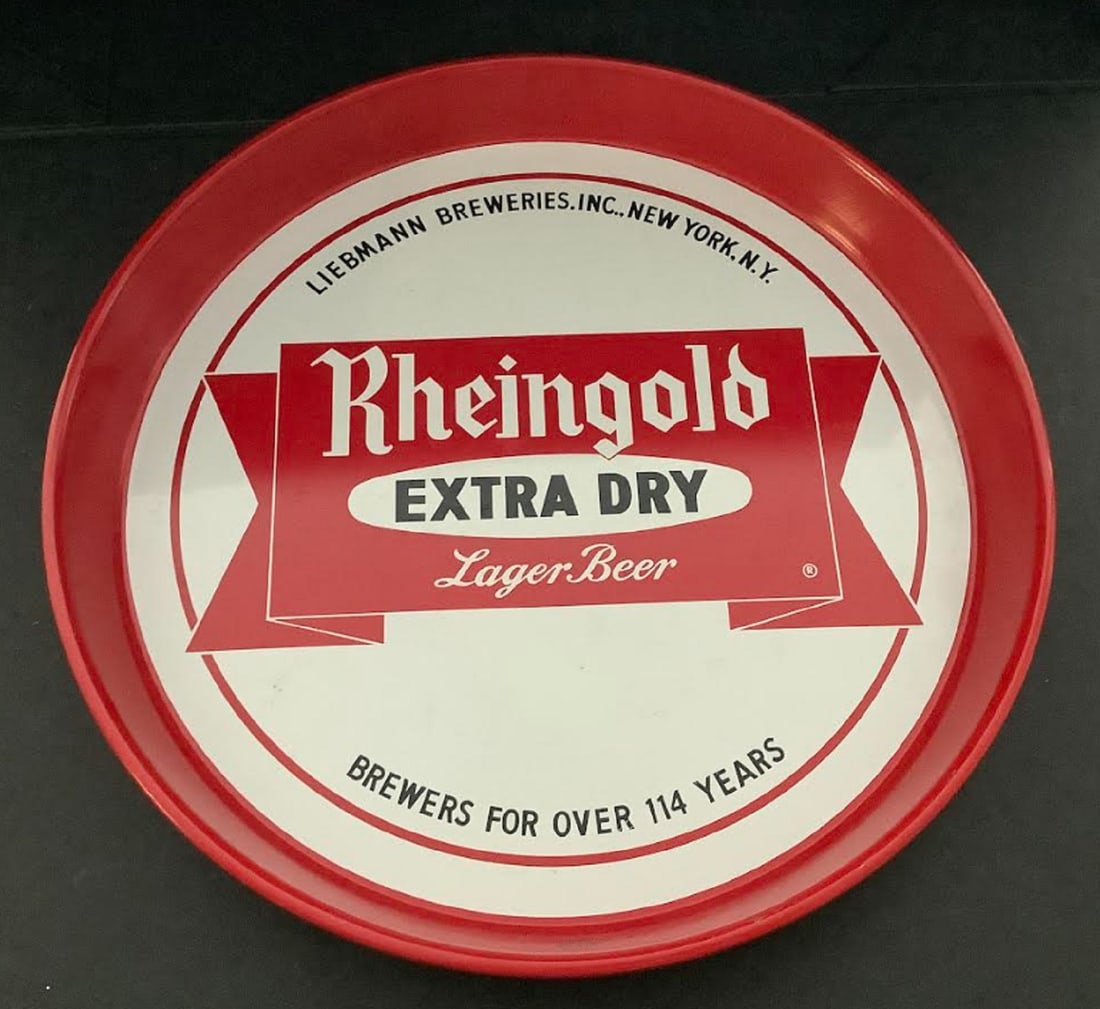 LIEBMANN BREWERIES.INC..NEW YORK.N.Y.
Rheingold
EXTRA DRY
Lager Beer
®
BREWERS FOR OVER 114 YEARS